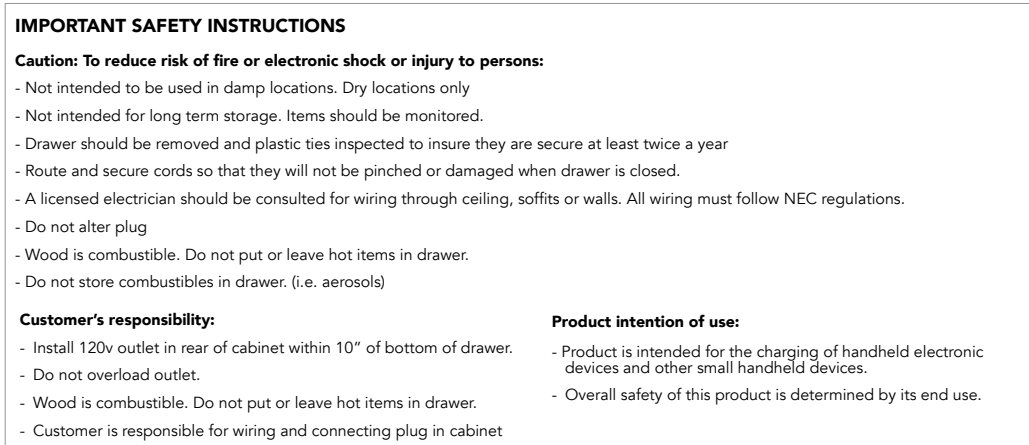 IMPORTANT SAFETY INSTRUCTIONS
Caution: To reduce risk of fire or electronic shock or injury to persons:
- Not intended to be used in damp locations. Dry locations only
- Not intended for long term storage. Items should be monitored.
- Drawer should be removed and plastic ties inspected to insure they are secure at least twice a year
- Route and secure cords so that they will not be pinched or damaged when drawer is closed.
- A licensed electrician should be consulted for wiring through ceiling, soffits or walls. All wiring must follow NEC regulations.
- Do not alter plug
- Wood is combustible. Do not put or leave hot items in drawer.
- Do not store combustibles in drawer. (i.e. aerosols)
Customer's responsibility:
- Install 120v outlet in rear of cabinet within 10" of bottom of drawer.
- Do not overload outlet.
- Wood is combustible. Do not put or leave hot items in drawer.
- Customer is responsible for wiring and connecting plug in cabinet
Product intention of use:
- Product is intended for the charging of handheld electronic
devices and other small handheld devices.
- Overall safety of this product is determined by its end use.